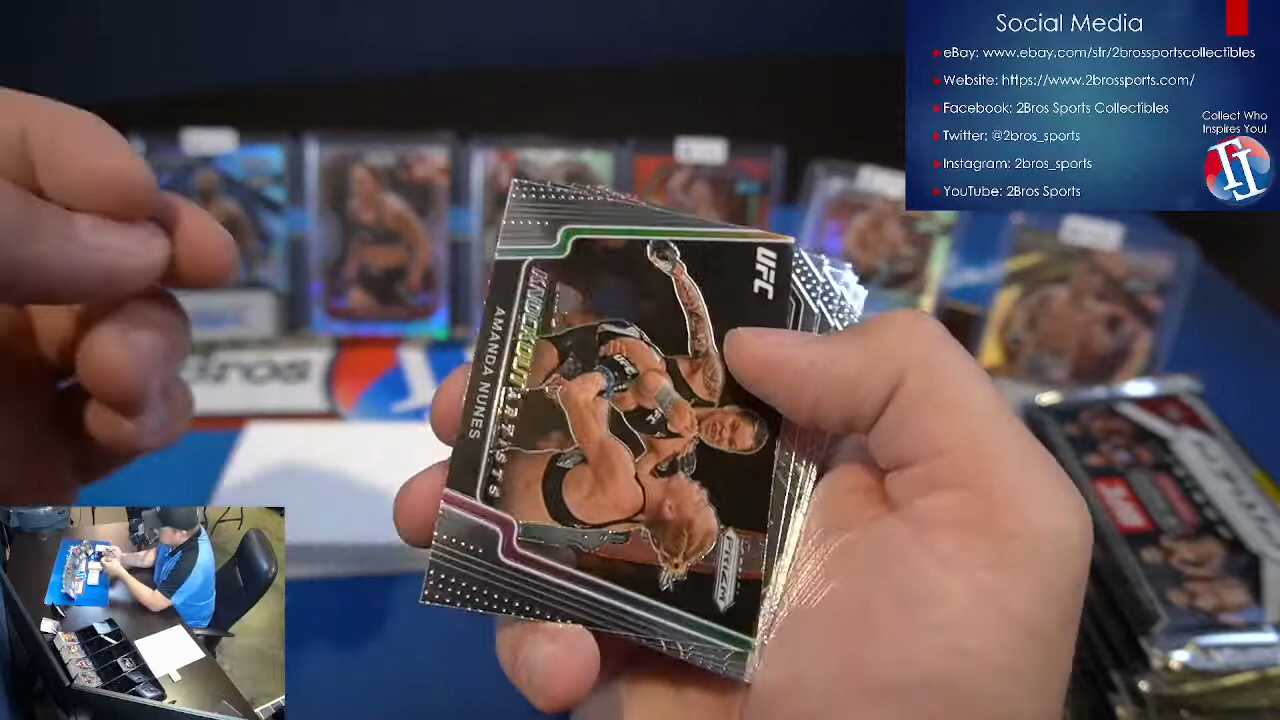 Social Media
eBay: www.ebay.com/str/2brossportscollectibles
Website: https://www.2brossports.com/
Facebook: 2Bros Sports Collectibles
Twitter: @2bros_sports
Instagram: 2bros_sports
YouTube: 2Bros Sports
Collect Who
Inspires You!
UFC
KNOCKOUT ARTISTS
AMANDA NUNES
PRIZM